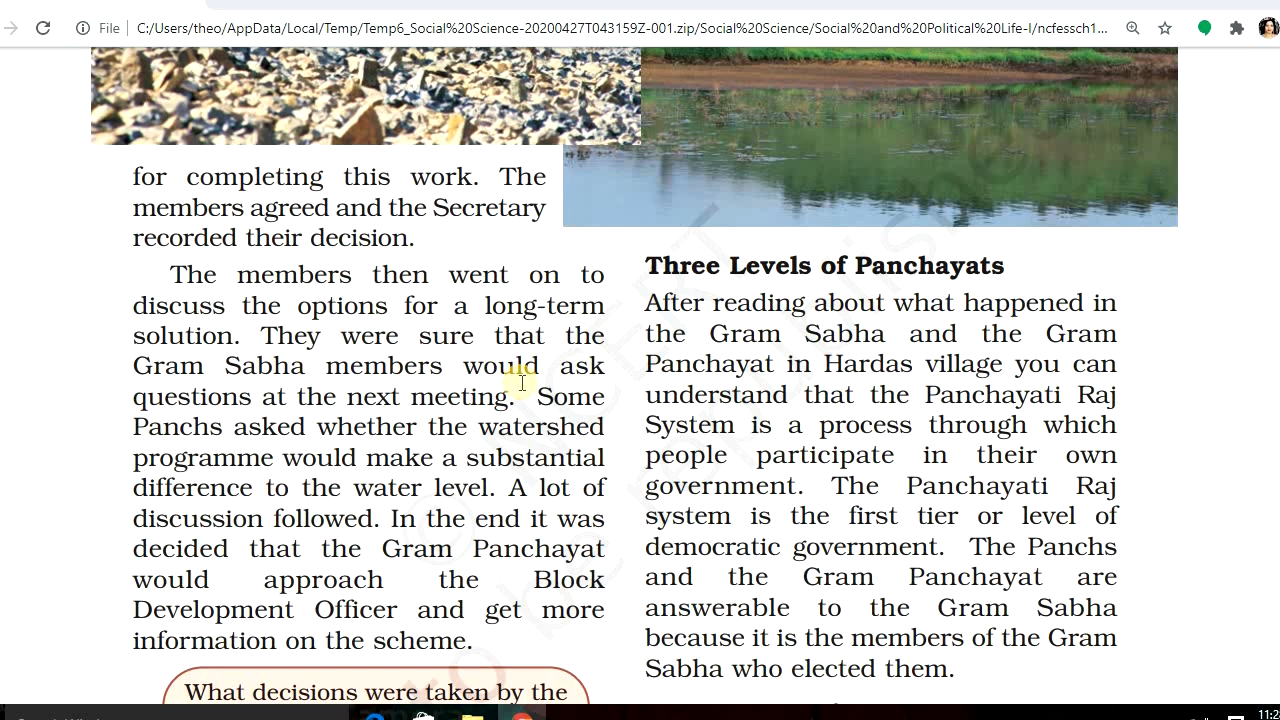 File
C:/Users/theo/AppData/Local/Temp/Temp6_Social%20Science-20200427T043159Z-001.zip/Social%20Science/Social%20and%20Political%20Life-I/ncfessch1...
for completing this work. The
members agreed and the Secretary
recorded their decision.
The members then went on to
discuss the options for a long-term
solution. They were sure that the
Gram Sabha members would ask
questions at the next meeting. Some
Panchs asked whether the watershed
programme would make a substantial
difference to the water level. A lot of
discussion followed. In the end it was
decided that the Gram Panchayat
would approach the Block
Development Officer and get more
information on the scheme.
What decisions were taken by the
Three Levels of Panchayats
After reading about what happened in
the Gram Sabha and the Gram
Panchayat in Hardas village you can
understand that the Panchayati Raj
System is a process through which
people participate in their own
government. The Panchayati Raj
system is the first tier or level of
democratic government. The Panchs
and the Gram Panchayat are
answerable to the Gram Sabha
because it is the members of the Gram
Sabha who elected them.
© NCERT
to be republished
11:2